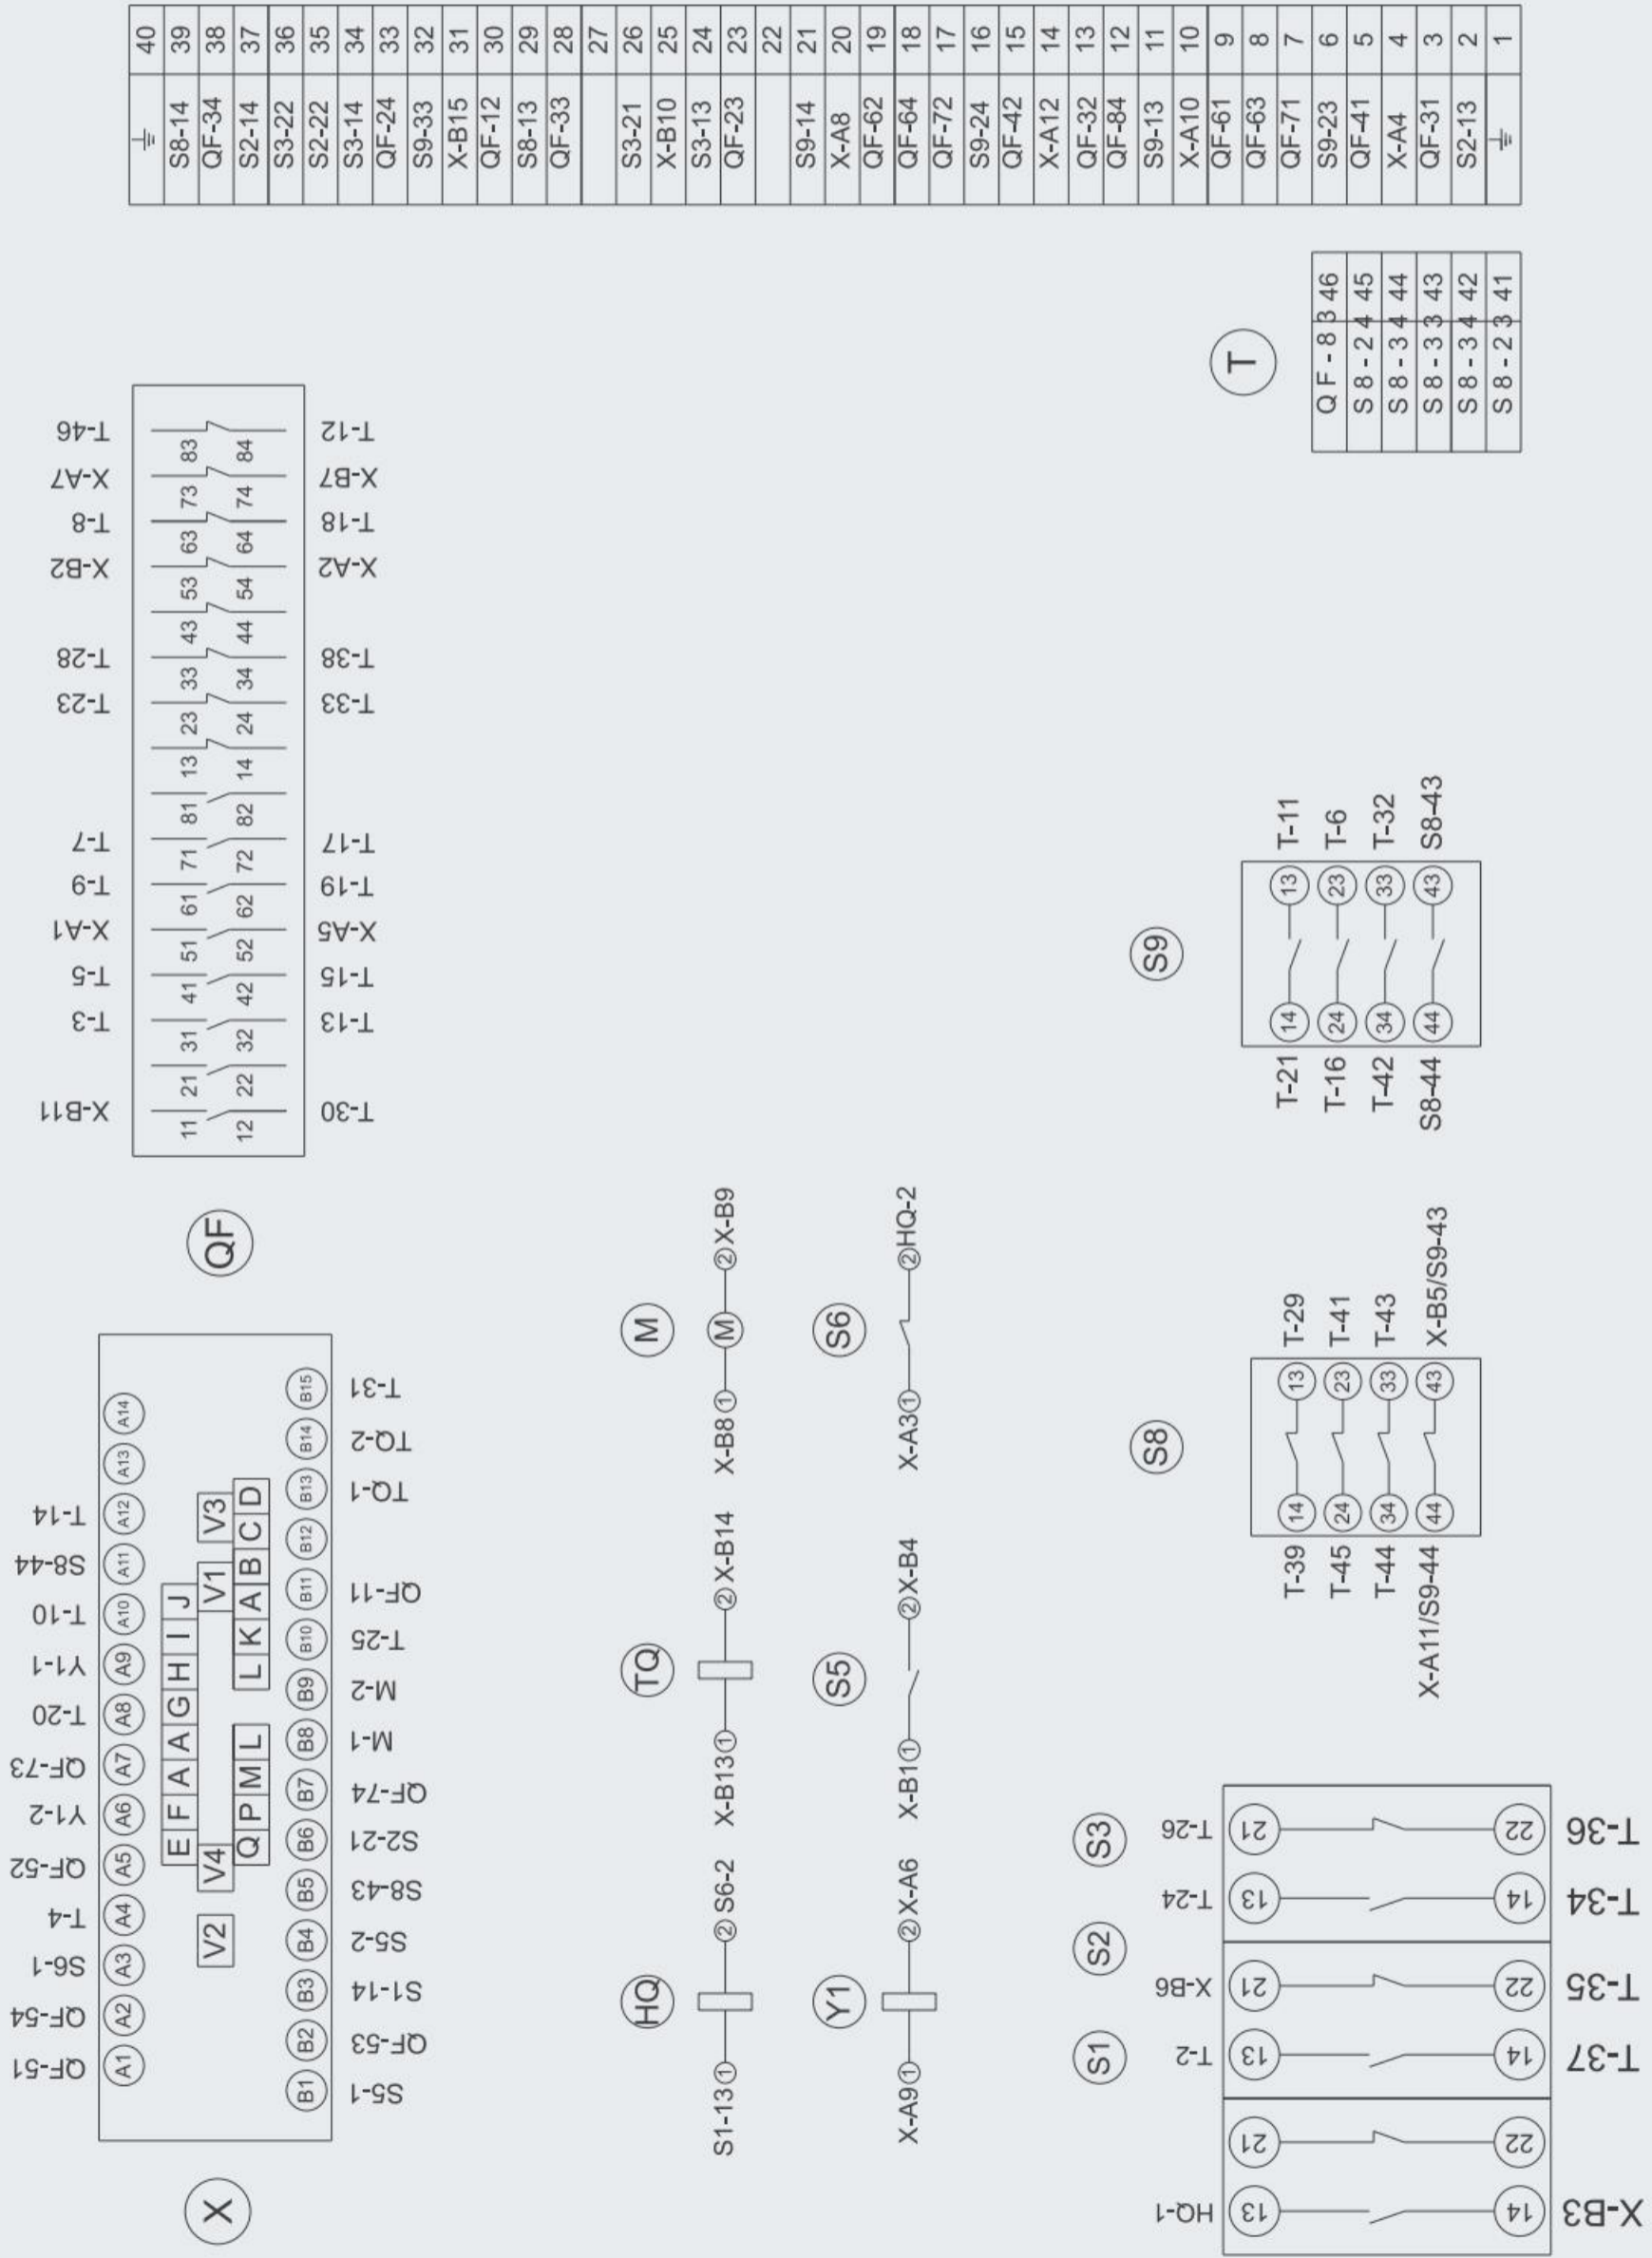 X
QF-51 QF-54 S6-1 T-4 QF-52 Y1-2 QF-73 T-20 Y1-1 T-10 S8-44 T-14
A1 A2 A3 A4 A5 A6 A7 A8 A9 A10 A11 A12 A13 A14
E F A A G H I J
V2 V4 V1 V3
Q P M L L K A B C D
B1 B2 B3 B4 B5 B6 B7 B8 B9 B10 B11 B12 B13 B14 B15
S5-1 QF-53 S1-14 S5-2 S8-43 S2-21 QF-74 M-1 M-2 T-25 QF-11 TQ-1 TQ-2 T-31
QF
X-B11 T-3 T-5 X-A1 T-9 T-7 T-23 T-28 X-B2 T-8 X-A7 T-46
11 21 31 41 51 61 71 81 13 23 33 43 53 63 73 83
12 22 32 42 52 62 72 82 14 24 34 44 54 64 74 84
T-30 T-13 T-15 X-A5 T-19 T-17 T-33 T-38 X-A2 T-18 X-B7 T-12
HQ TQ M
S1-13 1 2 S6-2
X-B13 1 2 X-B14
X-B8 1 M 2 X-B9
Y1 S5 S6
X-A9 1 2 X-A6
X-B1 1 2 X-B4
X-A3 1 2 HQ-2
S1 S2 S3
HQ-1 T-2 X-B6 T-24 T-26
13 21 13 21 13 21
14 22 14 22 14 22
X-B3 T-37 T-35 T-34 T-36
S8
T-39 14 13 T-29
T-45 24 23 T-41
T-44 34 33 T-43
X-A11/S9-44 44 43 X-B5/S9-43
S9
T-21 14 13 T-11
T-16 24 23 T-6
T-42 34 33 T-32
S8-44 44 43 S8-43
T
QF-83 46
S8-24 45
S8-34 44
S8-33 43
S8-34 42
S8-23 41
40
S8-14 39
QF-34 38
S2-14 37
S3-22 36
S2-22 35
S3-14 34
QF-24 33
S9-33 32
X-B15 31
QF-12 30
S8-13 29
QF-33 28
27
S3-21 26
X-B10 25
S3-13 24
QF-23 23
22
S9-14 21
X-A8 20
QF-62 19
QF-64 18
QF-72 17
S9-24 16
QF-42 15
X-A12 14
QF-32 13
QF-84 12
S9-13 11
X-A10 10
QF-61 9
QF-63 8
QF-71 7
S9-23 6
QF-41 5
X-A4 4
QF-31 3
S2-13 2
1